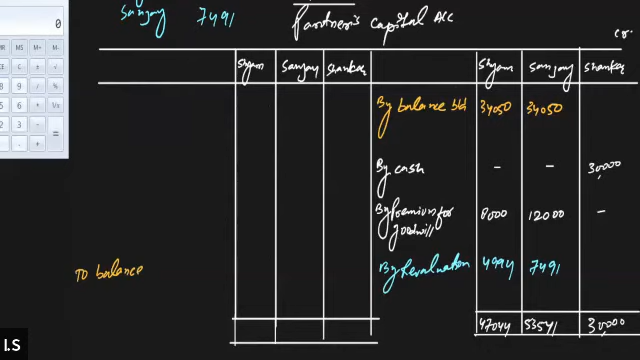 0
Sanjay 7491
Partner's capital A/C
cr.
Shyam Sanjay Shankar Shyam Sanjay Shankar
By balance b/d 34050 34050
By cash - - 30,000
By Premium for goodwill 8000 12000 -
To balance By Revaluation 4994 7491
47044 53541 30,000
I.S